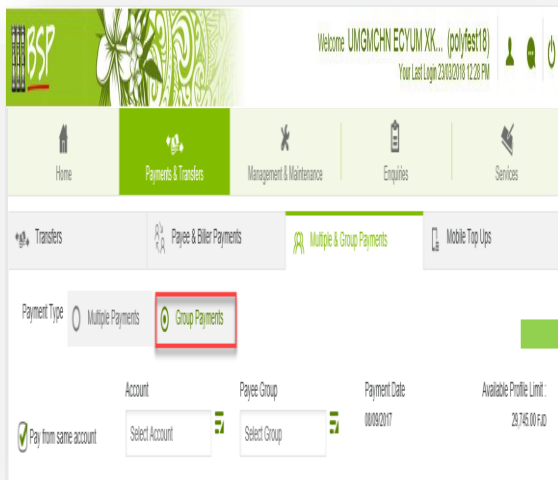 BSP
Welcome UMGMCHN ECYUM XK... (polyfest18)
Your Last Login 23/03/2018 12:28 PM
Home
Payments & Transfers
Management & Maintenance
Enquiries
Services
Transfers
Payee & Biller Payments
Multiple & Group Payments
Mobile Top Ups
Payment Type
Multiple Payments
Group Payments
Account
Payee Group
Payment Date
Available Profile Limit :
Pay from same account
Select Account
Select Group
08/09/2017
29,745.00 FJD